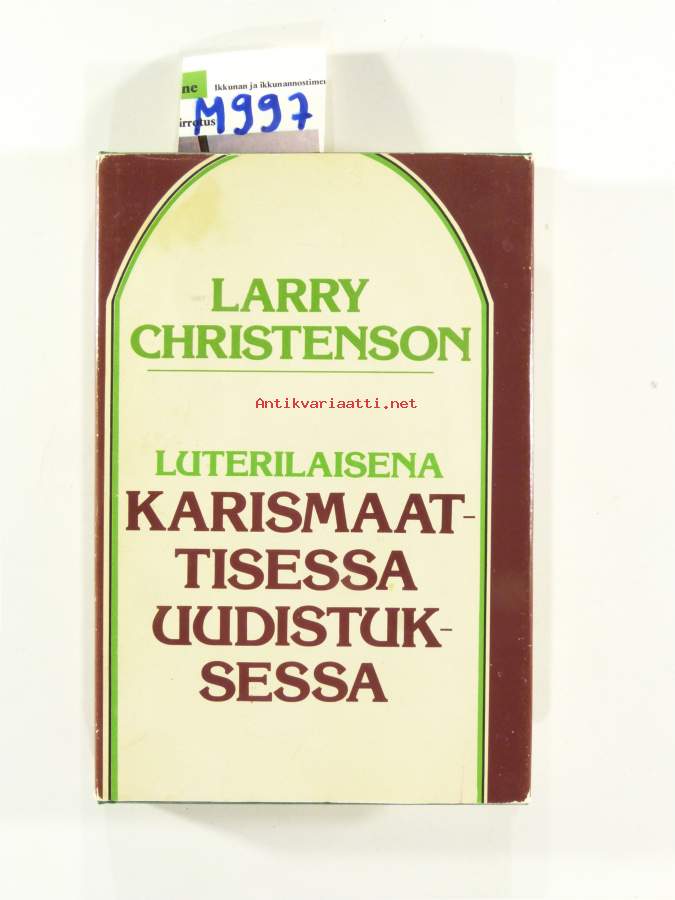 ne Ikkunan ja ikkunannostimen
irrotus
M997
LARRY
CHRISTENSON
Antikvariaatti.net
LUTERILAISENA
KARISMAAT-
TISESSA
UUDISTUK-
SESSA